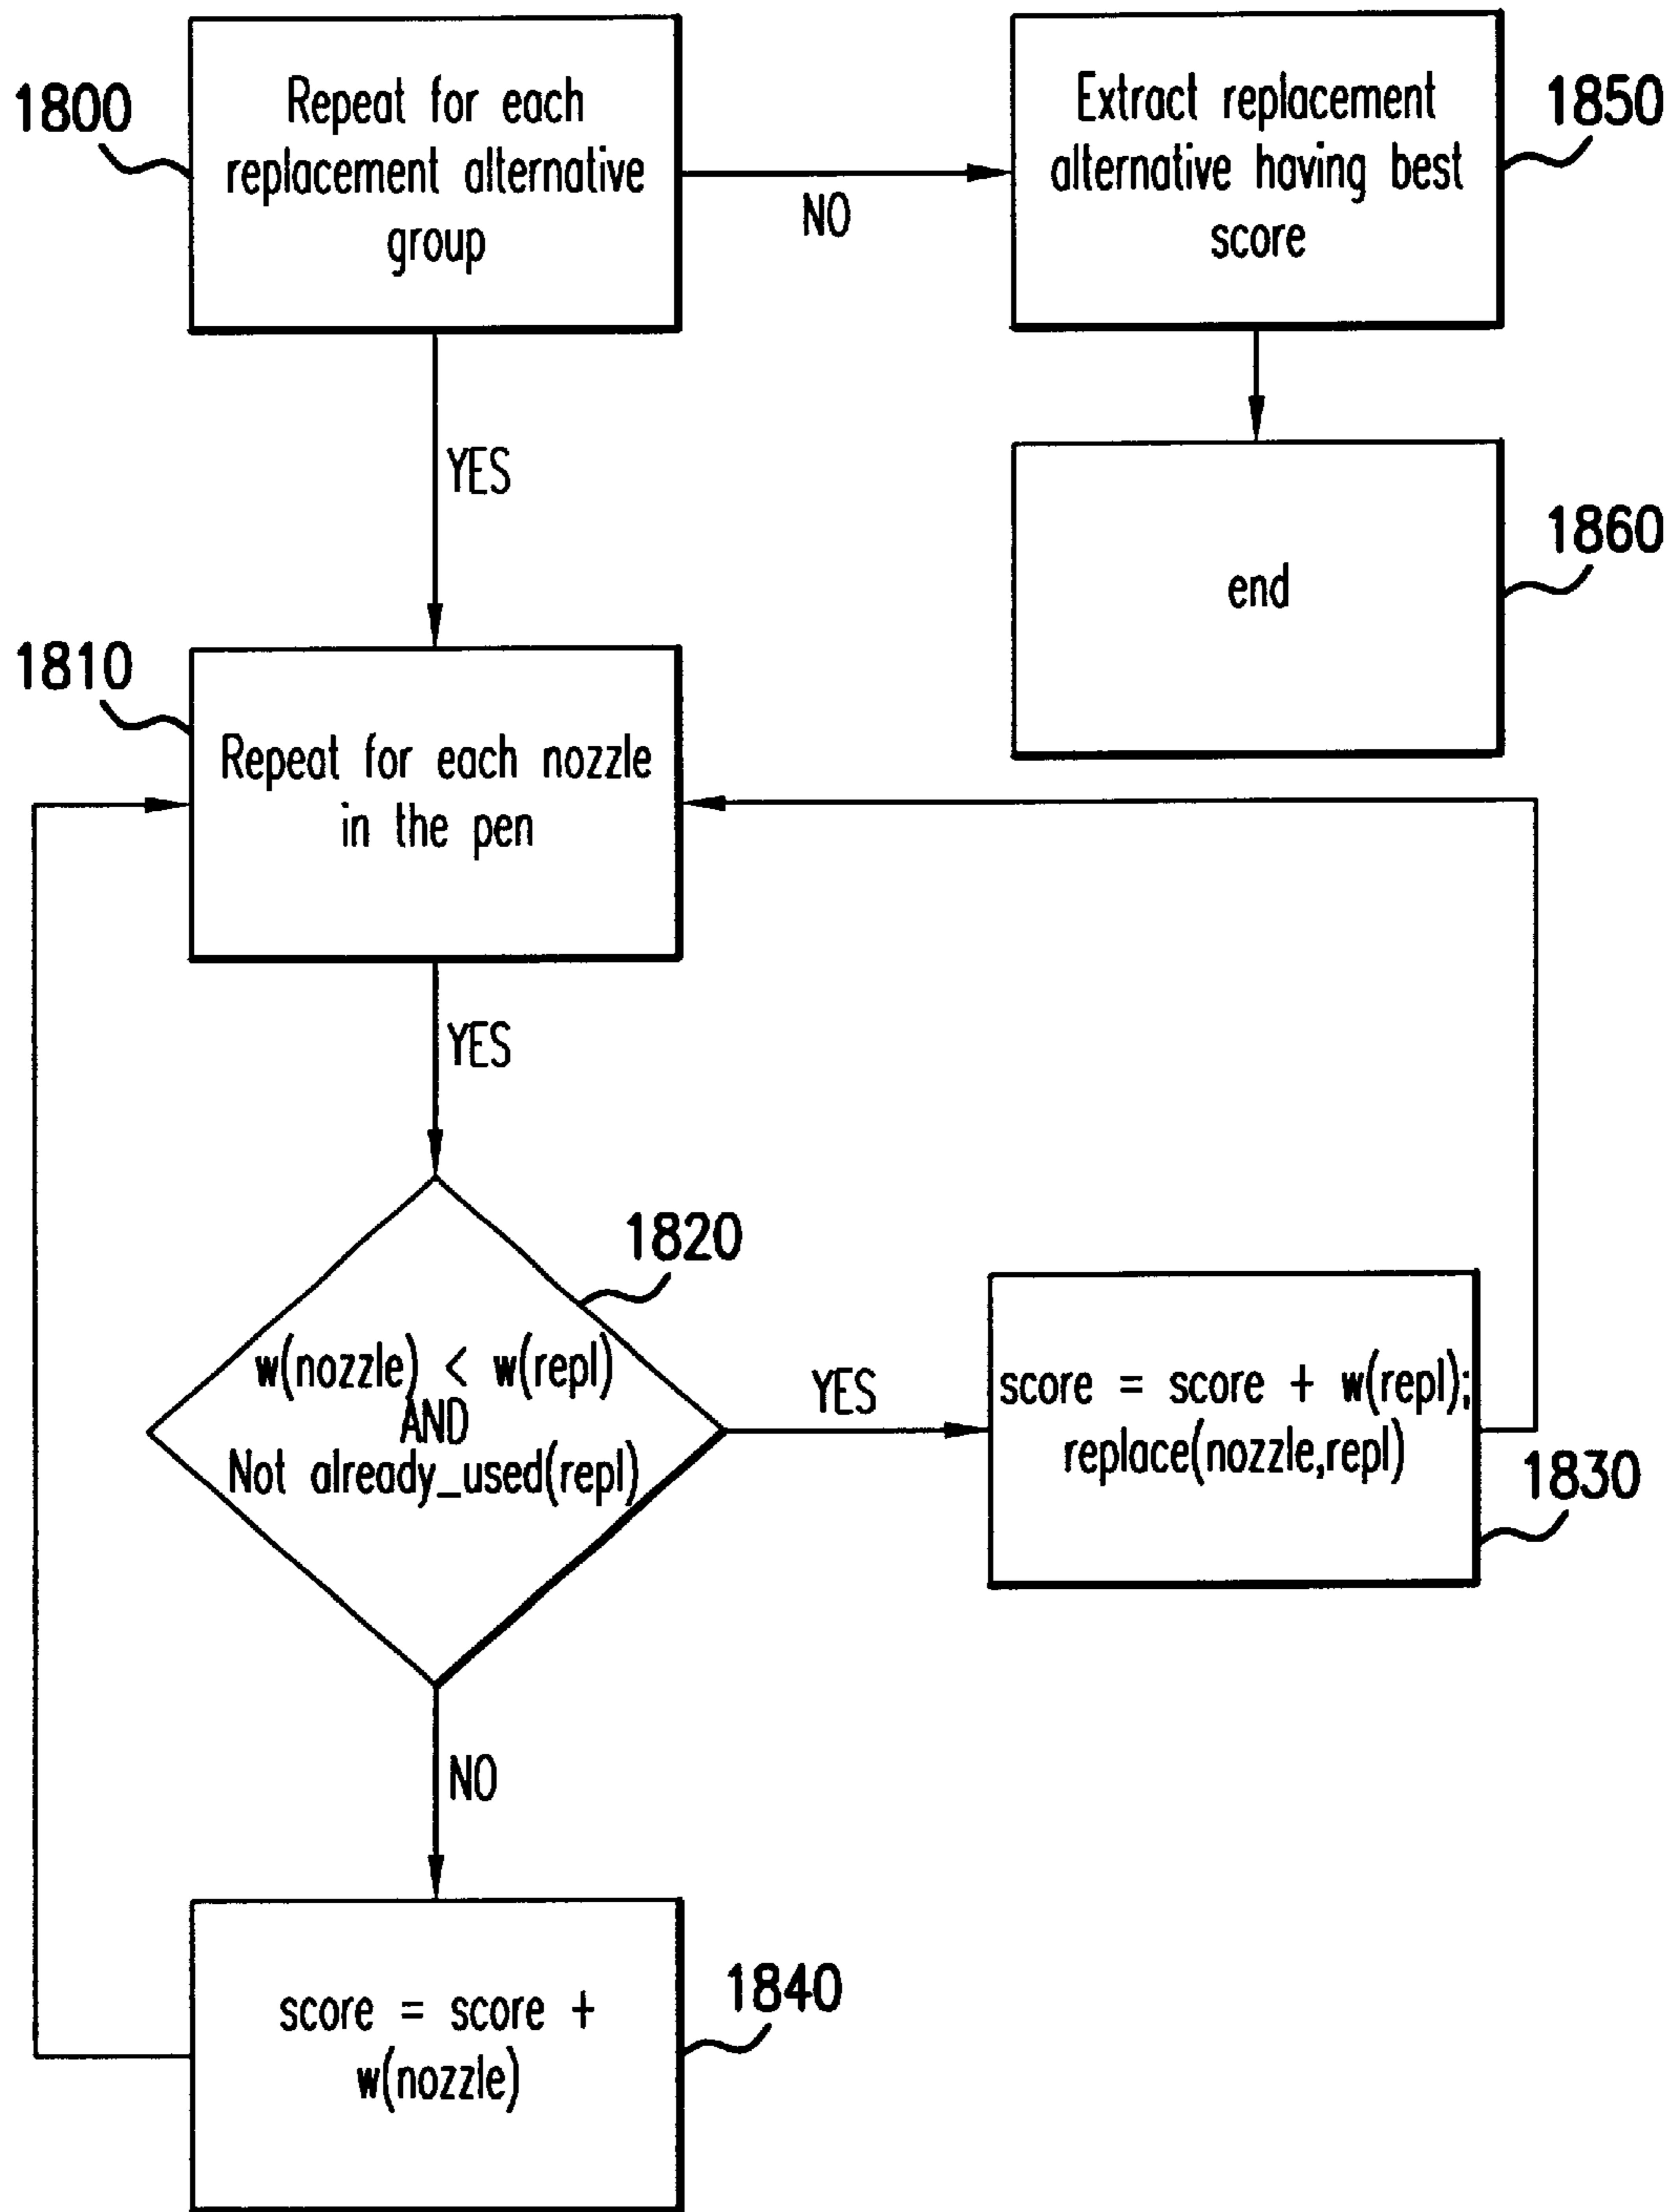 1800
Repeat for each
replacement alternative
group
NO
Extract replacement
alternative having best
score
1850
YES
end
1860
1810
Repeat for each nozzle
in the pen
YES
1820
w(nozzle) < w(repl)
AND
Not already_used(repl)
YES
score = score + w(repl);
replace(nozzle,repl)
1830
NO
score = score +
w(nozzle)
1840